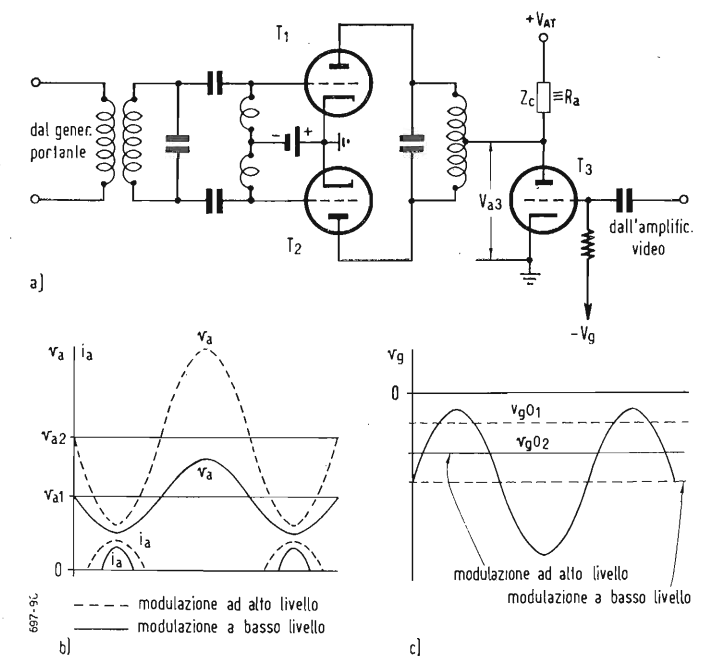 T1
+VAT
dal gener.
portante
- +
Zc ≡Ra
T3
Va3
T2
dall'amplific.
video
a]
-Vg
va ia
va
va2
va
va1
ia
ia
0
modulazione ad alto livello
modulazione a basso livello
b]
vg
0
vgO1
vgO2
modulazione ad alto livello
modulazione a basso livello
c]